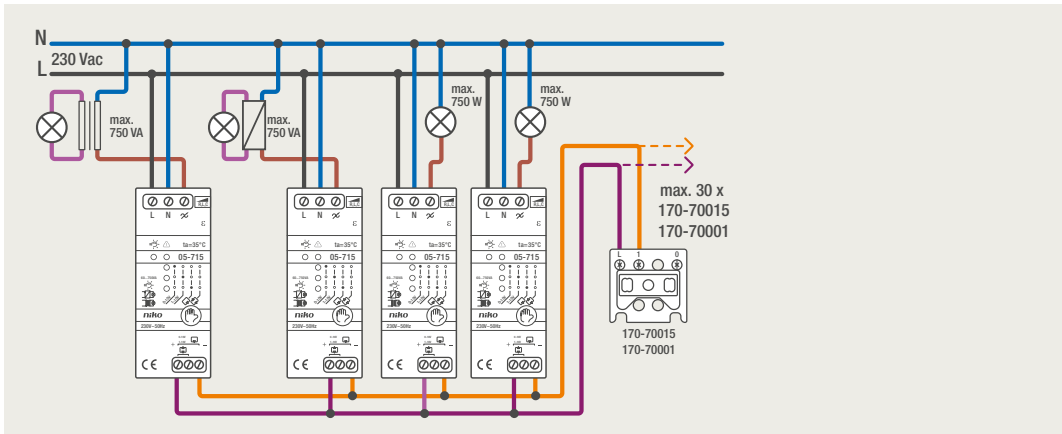 N
230 Vac
L
max.
750 VA
max.
750 VA
max.
750 W
max.
750 W
max. 30 x
170-70015
170-70001
L N
R,L,C
ε
ta=35°C
05-715
niko
230V~50Hz
+ -
CE
L N
R,L,C
ε
ta=35°C
05-715
niko
230V~50Hz
+ -
CE
L N
R,L,C
ε
ta=35°C
05-715
niko
230V~50Hz
+ -
CE
L N
R,L,C
ε
ta=35°C
05-715
niko
230V~50Hz
+ -
CE
L 1 0
170-70015
170-70001